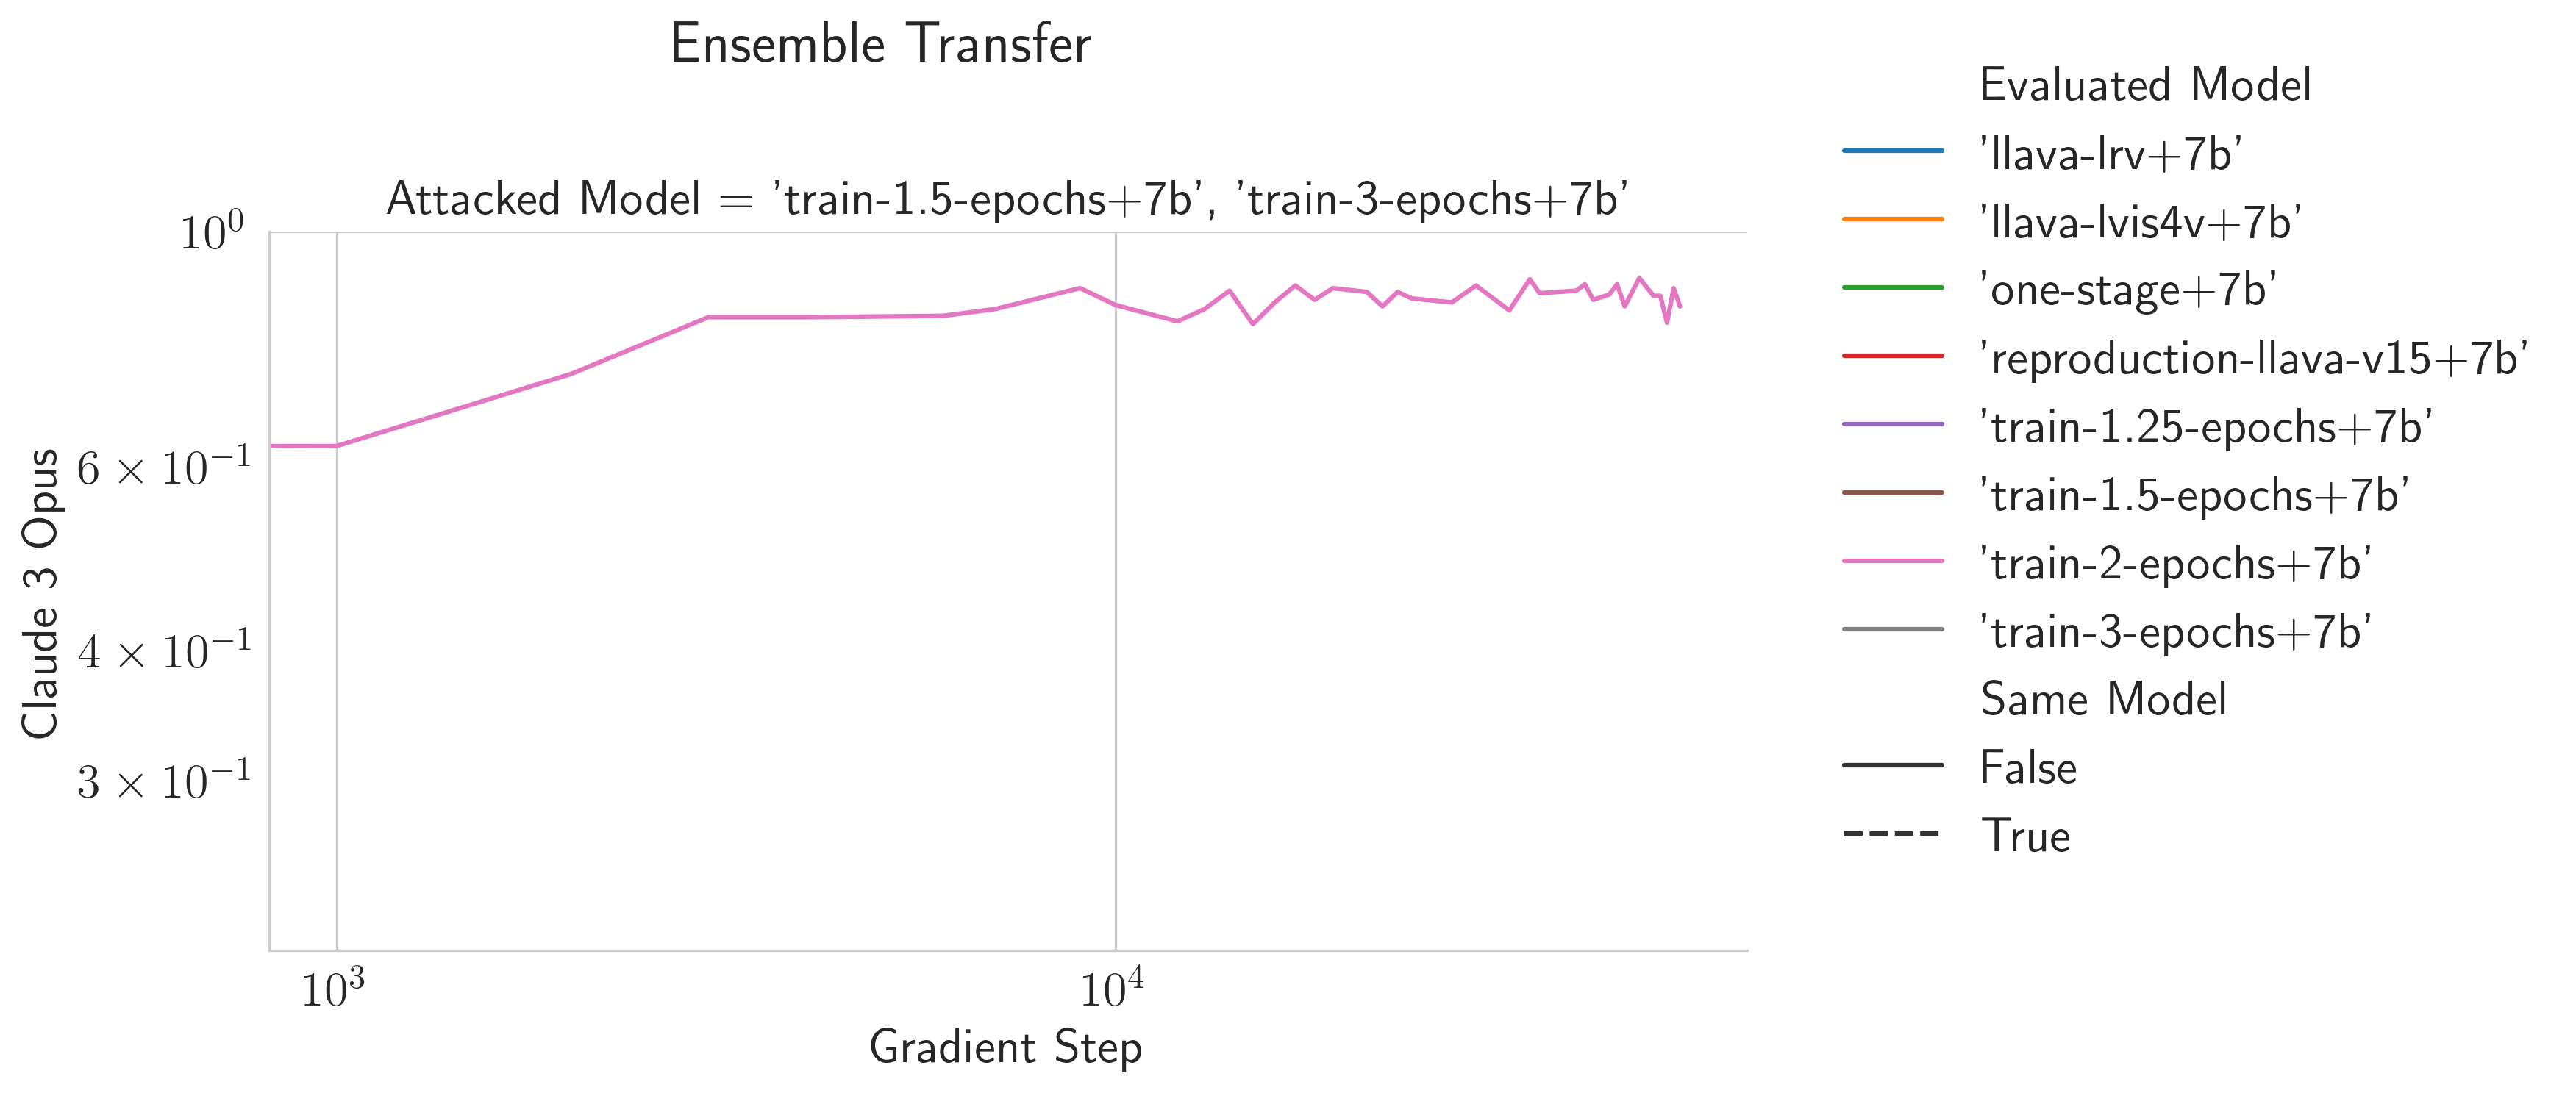 Ensemble Transfer
Attacked Model = 'train-1.5-epochs+7b', 'train-3-epochs+7b'
10^0
6 × 10^−1
4 × 10^−1
3 × 10^−1
Claude 3 Opus
10^3
10^4
Gradient Step
Evaluated Model
'llava-lrv+7b'
'llava-lvis4v+7b'
'one-stage+7b'
'reproduction-llava-v15+7b'
'train-1.25-epochs+7b'
'train-1.5-epochs+7b'
'train-2-epochs+7b'
'train-3-epochs+7b'
Same Model
False
True